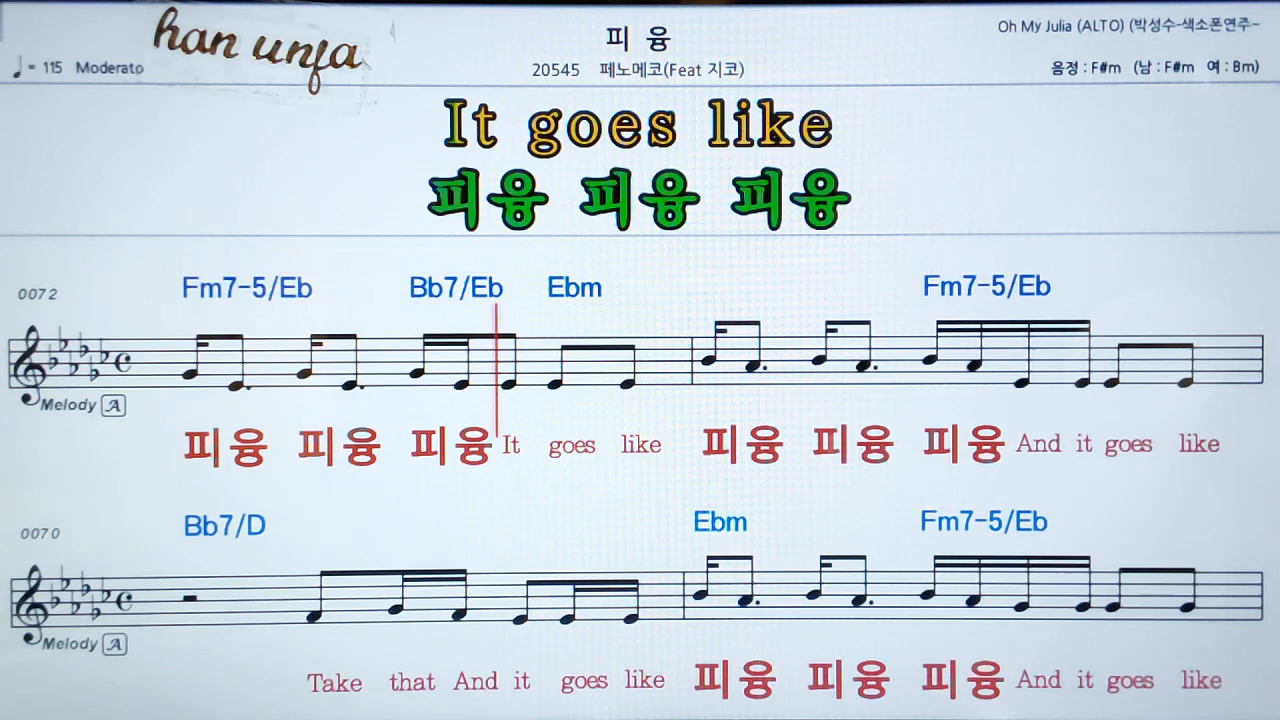 han unja
피 융
Oh My Julia (ALTO) (박성수-색소폰연주-
♩= 115 Moderato
20545 페노메코(Feat 지코)
음정 : F#m (남 : F#m 여 : Bm)
It goes like
피융 피융 피융
0072
Fm7-5/Eb Bb7/Eb Ebm Fm7-5/Eb
Melody A
피융 피융 피융 It goes like 피융 피융 피융 And it goes like
0070
Bb7/D Ebm Fm7-5/Eb
Melody A
Take that And it goes like 피융 피융 피융 And it goes like